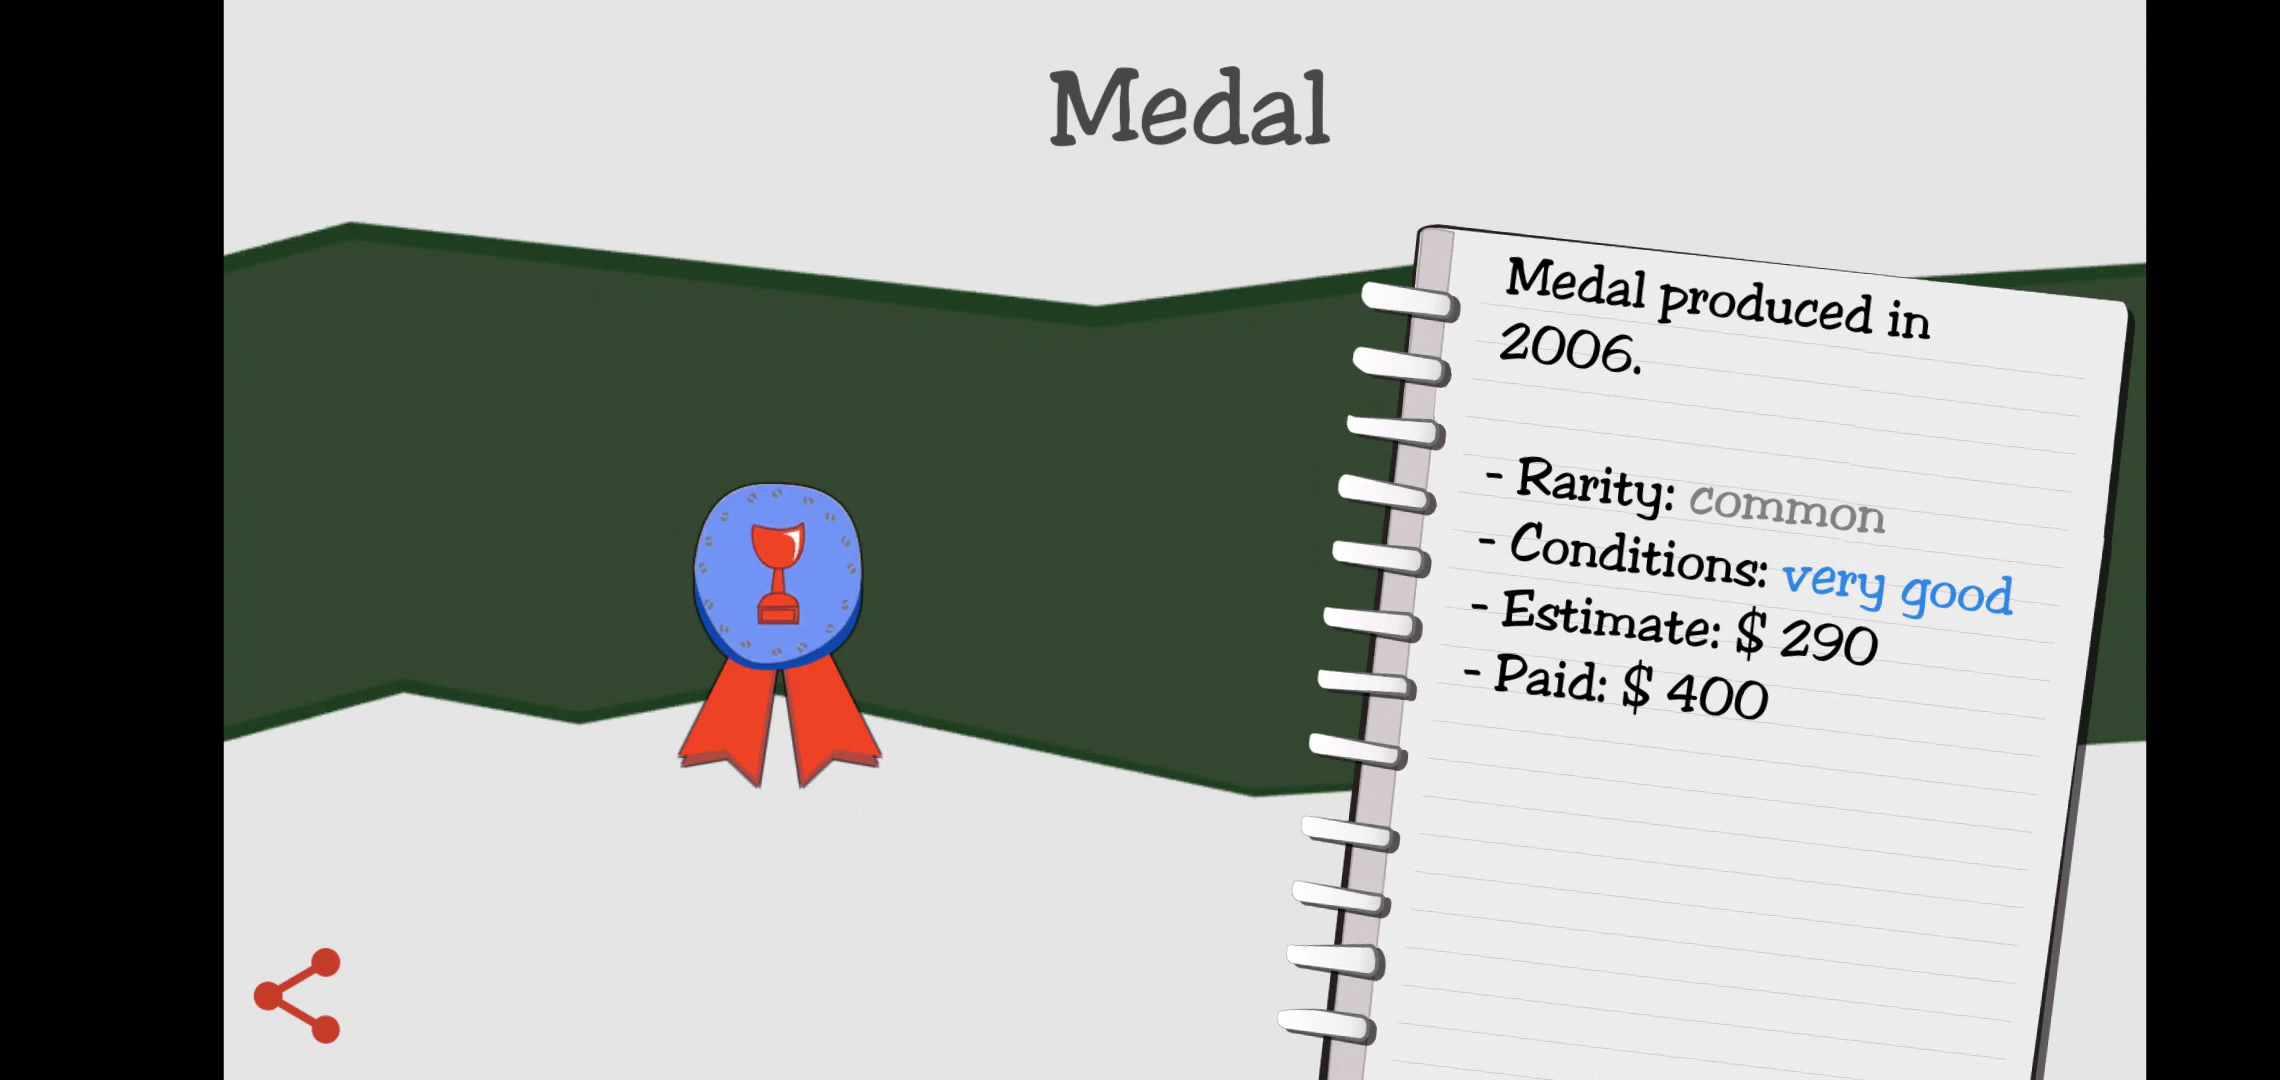 Medal
Medal produced in
2006.
- Rarity: common
- Conditions: very good
- Estimate: $ 290
- Paid: $ 400